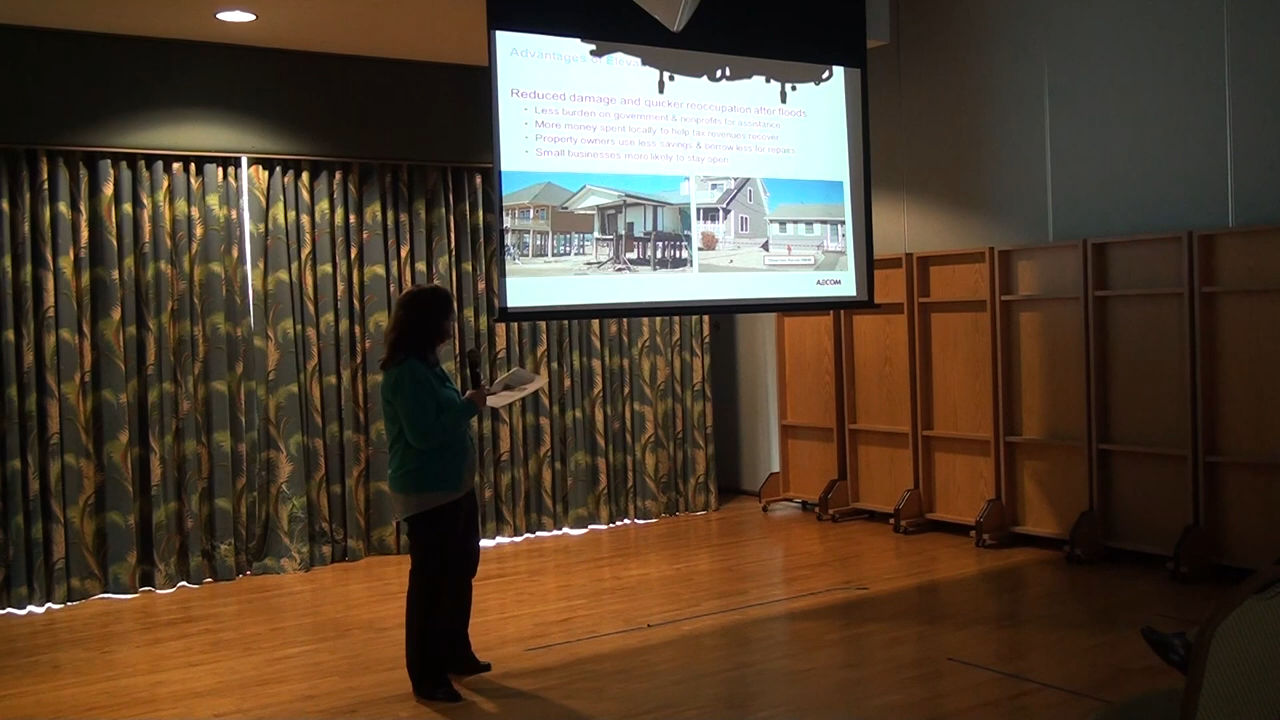 Advantages of Eleva
Reduced damage and quicker reoccupation after floods
• Less burden on government & nonprofits for assistance
• More money spent locally to help tax revenues recover
• Property owners use less savings & borrow less for repairs
• Small businesses more likely to stay open
AECOM